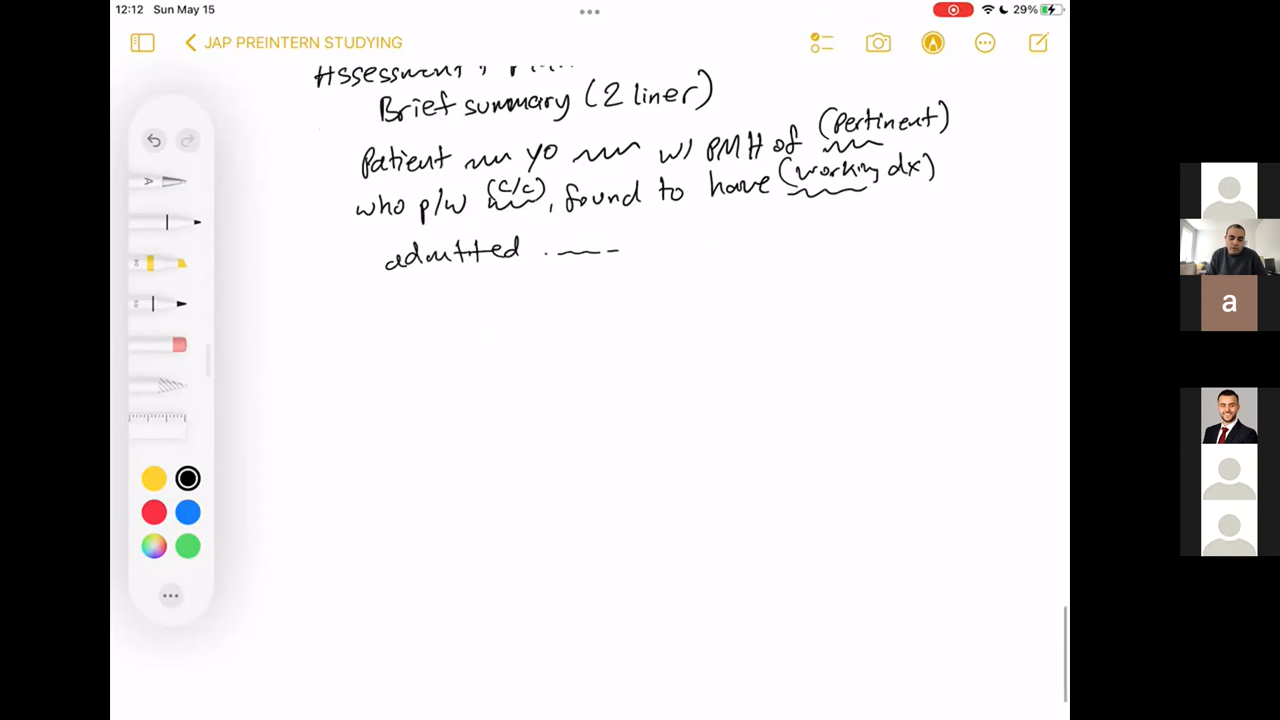 12:12 Sun May 15
29%
JAP PREINTERN STUDYING
Assessment
Brief summary (2 liner)
Patient yo w/ PMH of (Pertinent)
who p/w (c/c), found to have (working dx)
admitted
a